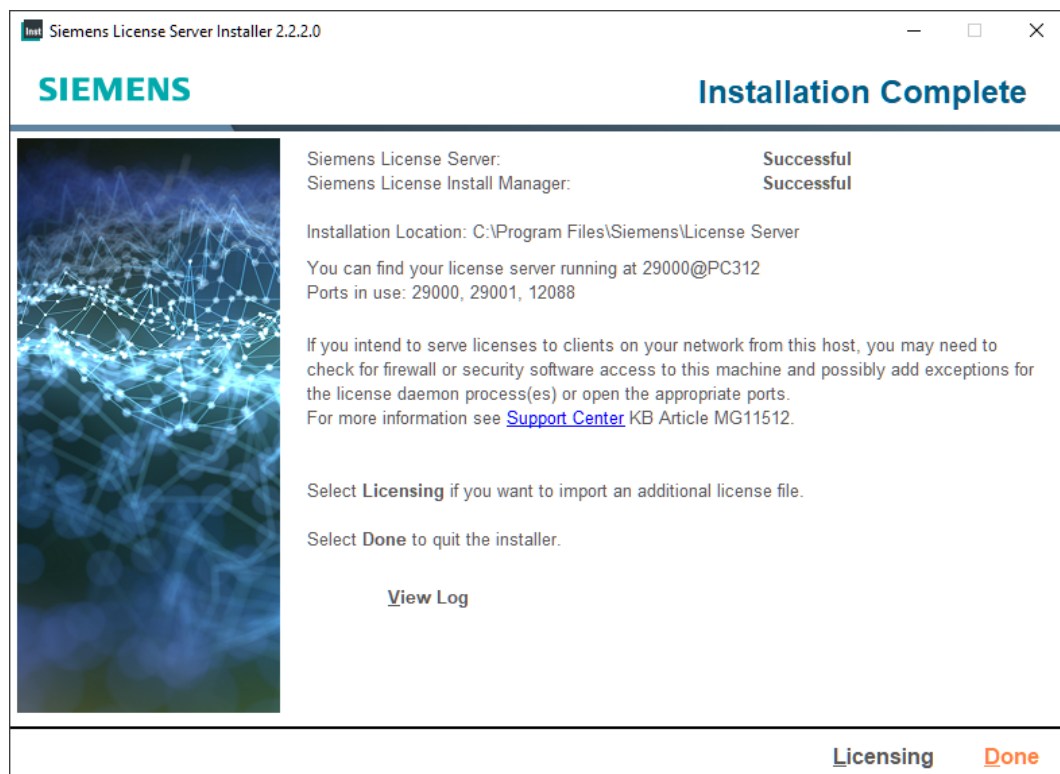 Inst Siemens License Server Installer 2.2.2.0
SIEMENS
Installation Complete
Siemens License Server: Successful
Siemens License Install Manager: Successful
Installation Location: C:\Program Files\Siemens\License Server
You can find your license server running at 29000@PC312
Ports in use: 29000, 29001, 12088
If you intend to serve licenses to clients on your network from this host, you may need to
check for firewall or security software access to this machine and possibly add exceptions for
the license daemon process(es) or open the appropriate ports.
For more information see Support Center KB Article MG11512.
Select Licensing if you want to import an additional license file.
Select Done to quit the installer.
View Log
Licensing Done